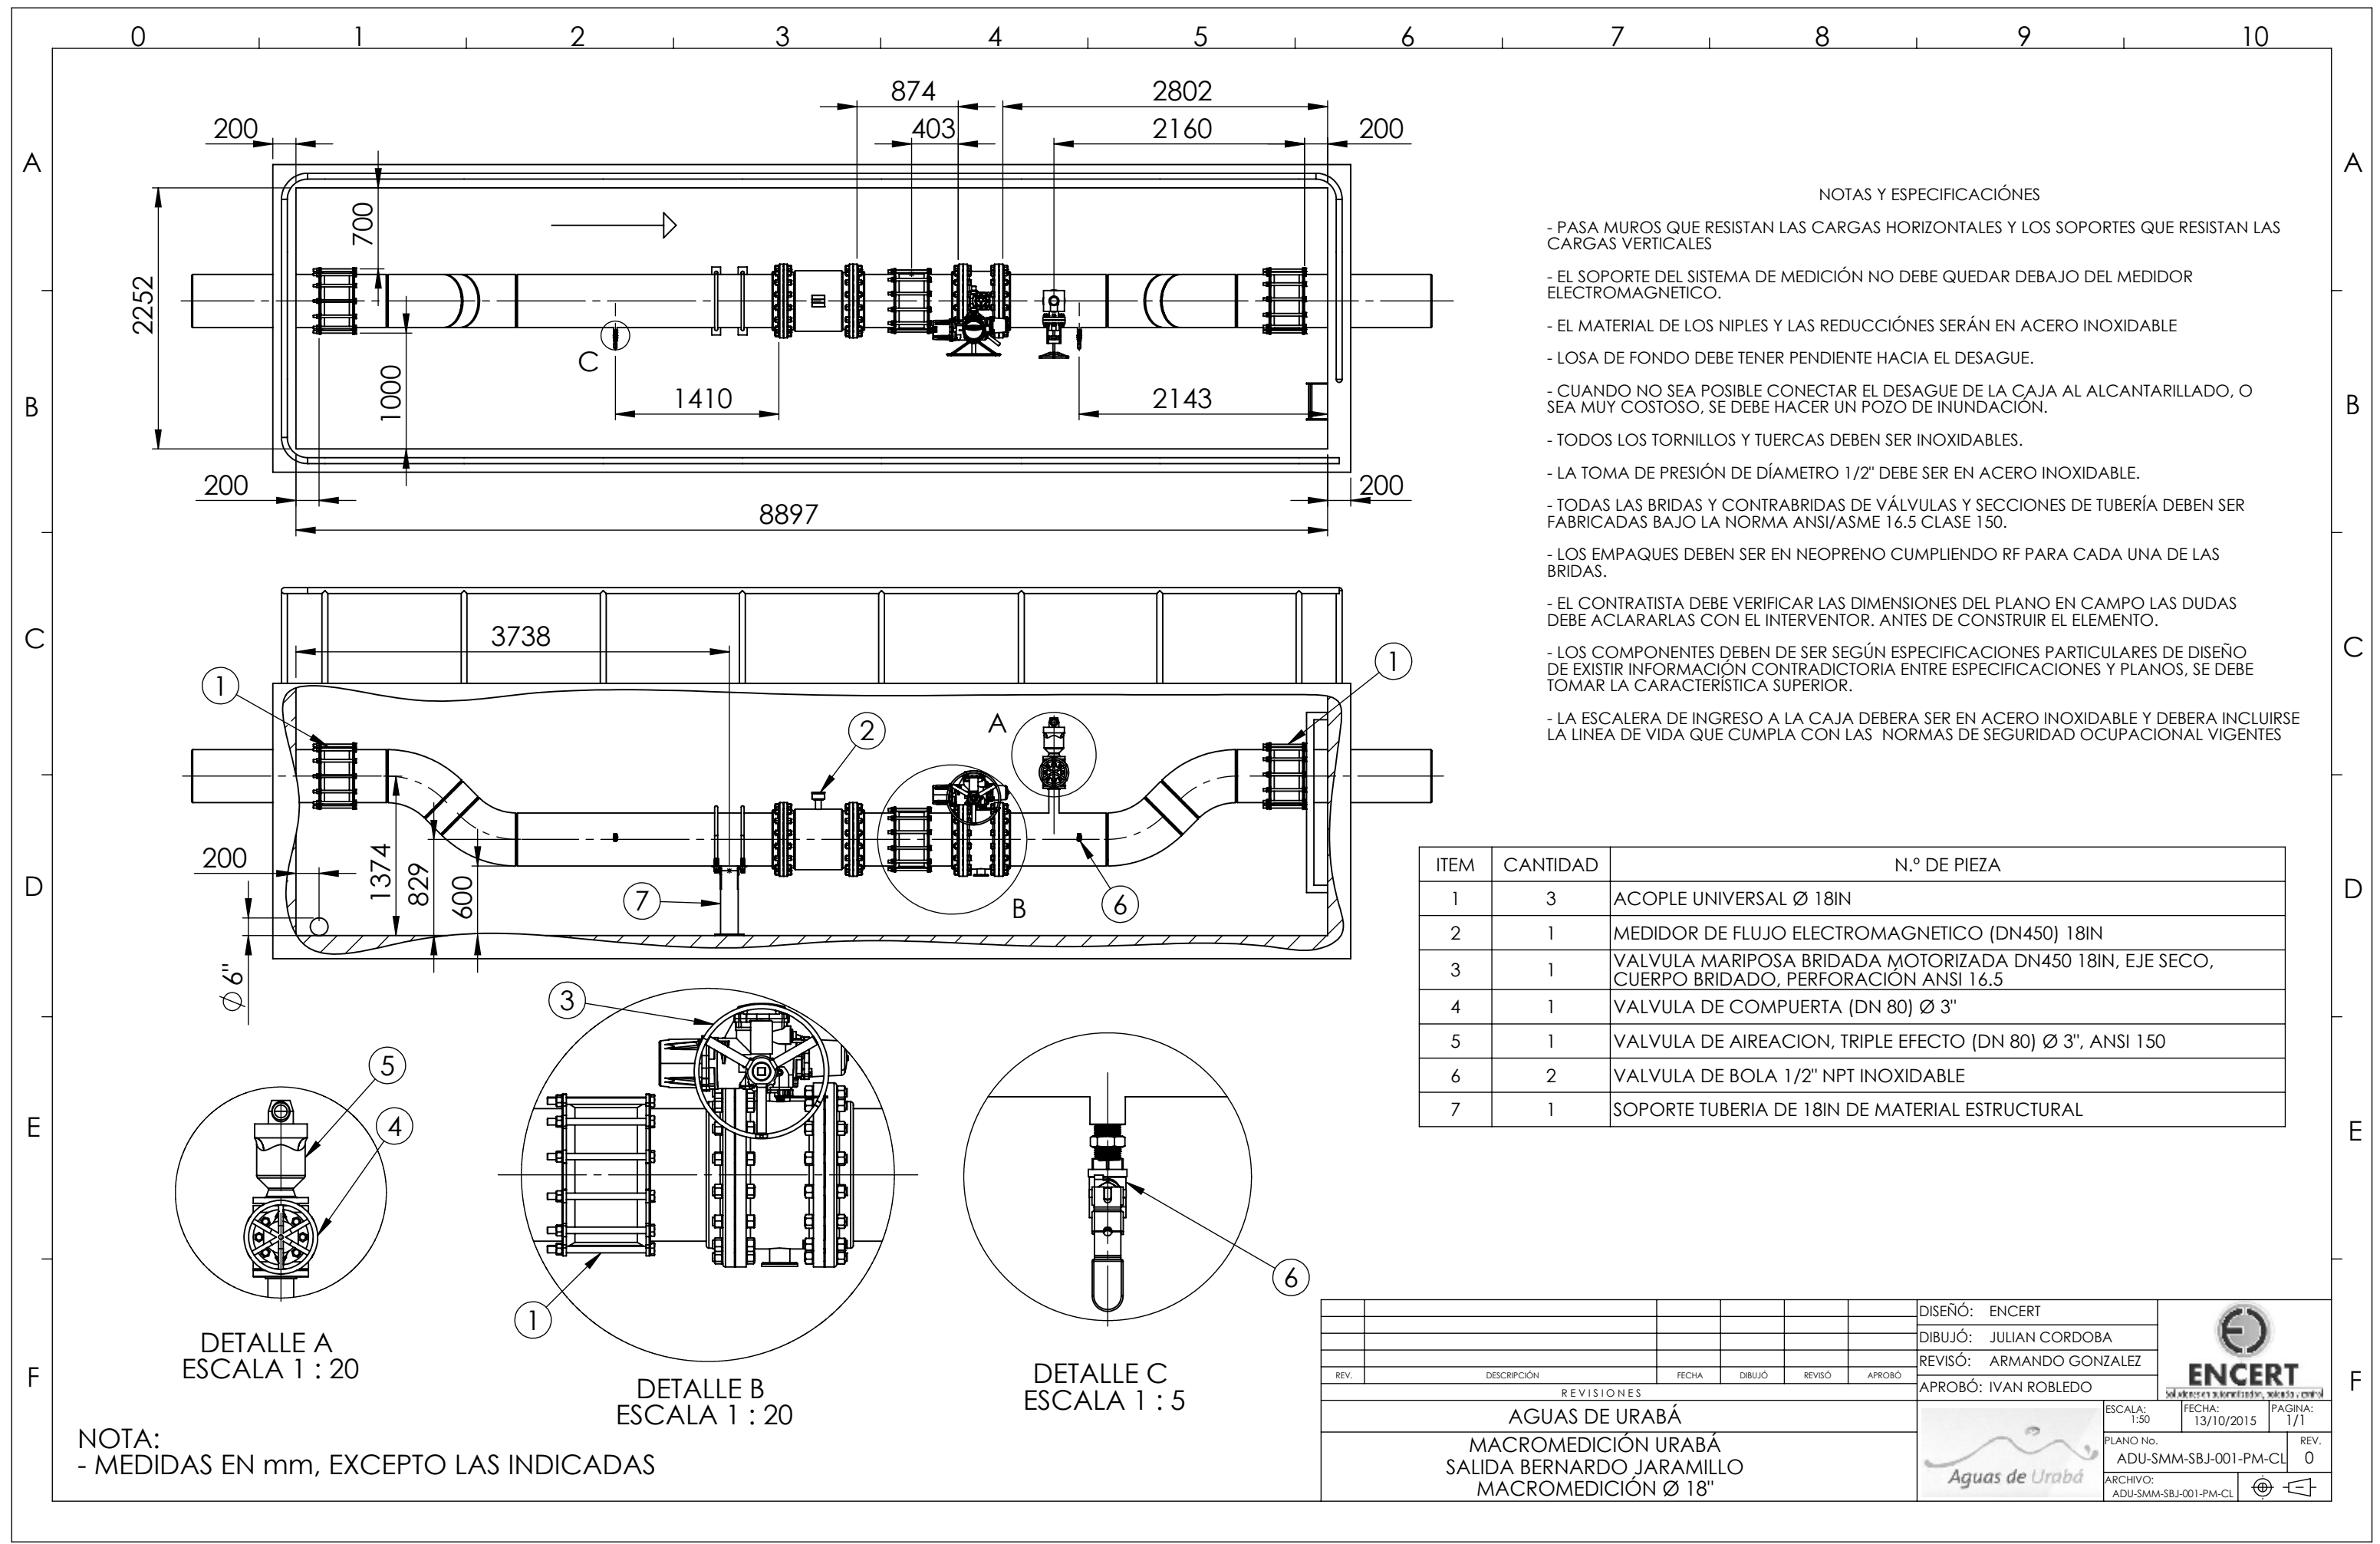 0 1 2 3 4 5 6 7 8 9 10
A A
B B
C C
D D
E E
F F
874
2802
200
403
2160
200
700
2252
C
1000
1410
2143
200
200
8897
3738
1
1
2
A
200
1374
829
600
7
B
6
Ø 6"
3
5
4
1
6
DETALLE A
ESCALA 1 : 20
DETALLE B
ESCALA 1 : 20
DETALLE C
ESCALA 1 : 5
NOTA:
- MEDIDAS EN mm, EXCEPTO LAS INDICADAS
NOTAS Y ESPECIFICACIÓNES
- PASA MUROS QUE RESISTAN LAS CARGAS HORIZONTALES Y LOS SOPORTES QUE RESISTAN LAS
CARGAS VERTICALES
- EL SOPORTE DEL SISTEMA DE MEDICIÓN NO DEBE QUEDAR DEBAJO DEL MEDIDOR
ELECTROMAGNETICO.
- EL MATERIAL DE LOS NIPLES Y LAS REDUCCIÓNES SERÁN EN ACERO INOXIDABLE
- LOSA DE FONDO DEBE TENER PENDIENTE HACIA EL DESAGUE.
- CUANDO NO SEA POSIBLE CONECTAR EL DESAGUE DE LA CAJA AL ALCANTARILLADO, O
SEA MUY COSTOSO, SE DEBE HACER UN POZO DE INUNDACIÓN.
- TODOS LOS TORNILLOS Y TUERCAS DEBEN SER INOXIDABLES.
- LA TOMA DE PRESIÓN DE DÍAMETRO 1/2" DEBE SER EN ACERO INOXIDABLE.
- TODAS LAS BRIDAS Y CONTRABRIDAS DE VÁLVULAS Y SECCIONES DE TUBERÍA DEBEN SER
FABRICADAS BAJO LA NORMA ANSI/ASME 16.5 CLASE 150.
- LOS EMPAQUES DEBEN SER EN NEOPRENO CUMPLIENDO RF PARA CADA UNA DE LAS
BRIDAS.
- EL CONTRATISTA DEBE VERIFICAR LAS DIMENSIONES DEL PLANO EN CAMPO LAS DUDAS
DEBE ACLARARLAS CON EL INTERVENTOR. ANTES DE CONSTRUIR EL ELEMENTO.
- LOS COMPONENTES DEBEN DE SER SEGÚN ESPECIFICACIONES PARTICULARES DE DISEÑO
DE EXISTIR INFORMACIÓN CONTRADICTORIA ENTRE ESPECIFICACIONES Y PLANOS, SE DEBE
TOMAR LA CARACTERÍSTICA SUPERIOR.
- LA ESCALERA DE INGRESO A LA CAJA DEBERA SER EN ACERO INOXIDABLE Y DEBERA INCLUIRSE
LA LINEA DE VIDA QUE CUMPLA CON LAS NORMAS DE SEGURIDAD OCUPACIONAL VIGENTES
ITEM CANTIDAD N.º DE PIEZA
1 3 ACOPLE UNIVERSAL Ø 18IN
2 1 MEDIDOR DE FLUJO ELECTROMAGNETICO (DN450) 18IN
3 1 VALVULA MARIPOSA BRIDADA MOTORIZADA DN450 18IN, EJE SECO,
CUERPO BRIDADO, PERFORACIÓN ANSI 16.5
4 1 VALVULA DE COMPUERTA (DN 80) Ø 3"
5 1 VALVULA DE AIREACION, TRIPLE EFECTO (DN 80) Ø 3", ANSI 150
6 2 VALVULA DE BOLA 1/2" NPT INOXIDABLE
7 1 SOPORTE TUBERIA DE 18IN DE MATERIAL ESTRUCTURAL
REV. DESCRIPCIÓN FECHA DIBUJÓ REVISÓ APROBÓ
REVISIONES
AGUAS DE URABÁ
MACROMEDICIÓN URABÁ
SALIDA BERNARDO JARAMILLO
MACROMEDICIÓN Ø 18"
DISEÑÓ: ENCERT
DIBUJÓ: JULIAN CORDOBA
REVISÓ: ARMANDO GONZALEZ
APROBÓ: IVAN ROBLEDO
ENCERT
Aguas de Urabá
ESCALA: 1:50
FECHA: 13/10/2015
PAGINA: 1/1
PLANO No. ADU-SMM-SBJ-001-PM-CL
REV. 0
ARCHIVO: ADU-SMM-SBJ-001-PM-CL